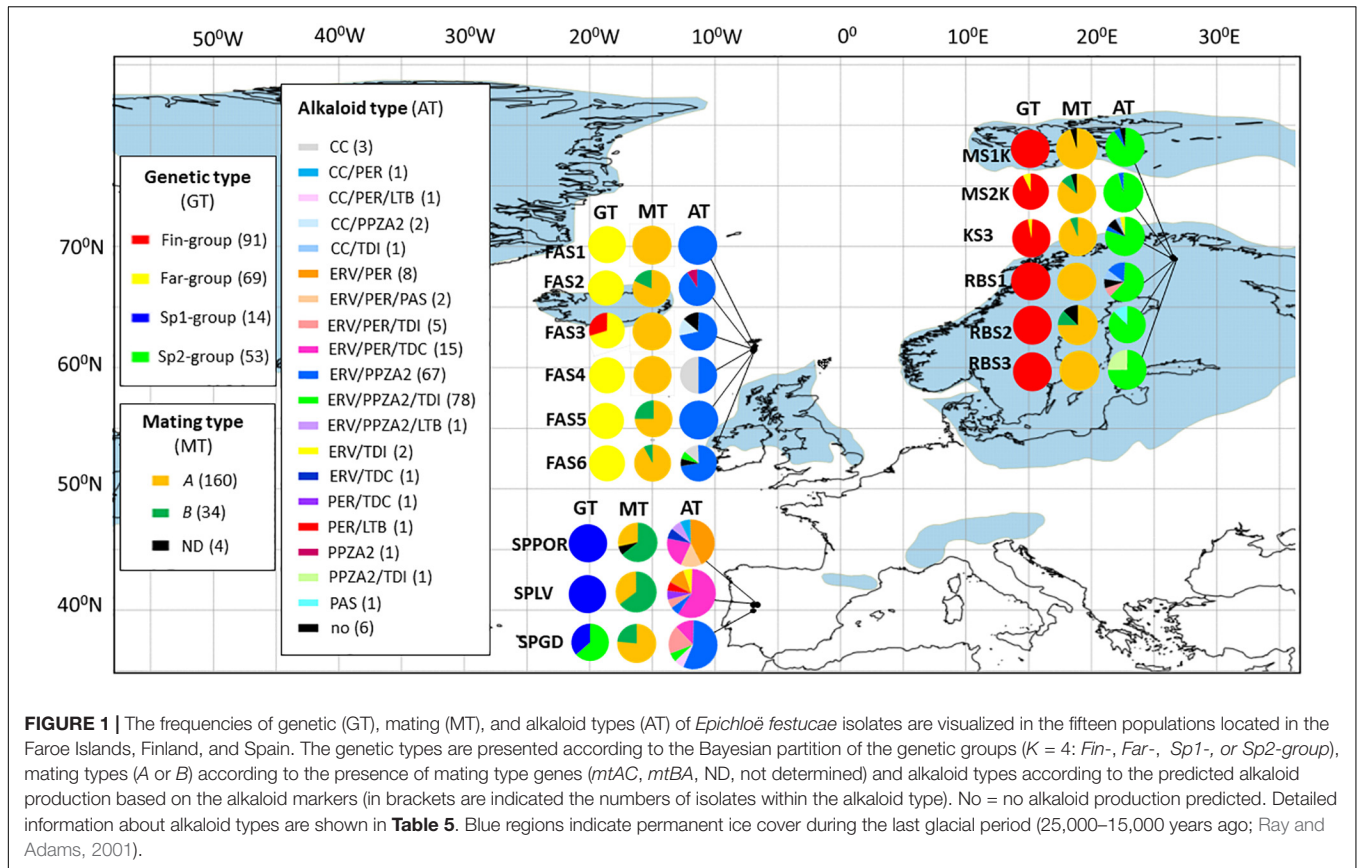 50⁰W 40⁰W 30⁰W 20⁰W 10⁰W 0⁰ 10⁰E 20⁰E 30⁰E
70⁰N
60⁰N
50⁰N
40⁰N
Genetic type
(GT)
Fin-group (91)
Far-group (69)
Sp1-group (14)
Sp2-group (53)
Mating type
(MT)
A (160)
B (34)
ND (4)
Alkaloid type (AT)
CC (3)
CC/PER (1)
CC/PER/LTB (1)
CC/PPZA2 (2)
CC/TDI (1)
ERV/PER (8)
ERV/PER/PAS (2)
ERV/PER/TDI (5)
ERV/PER/TDC (15)
ERV/PPZA2 (67)
ERV/PPZA2/TDI (78)
ERV/PPZA2/LTB (1)
ERV/TDI (2)
ERV/TDC (1)
PER/TDC (1)
PER/LTB (1)
PPZA2 (1)
PPZA2/TDI (1)
PAS (1)
no (6)
GT MT AT
FAS1
FAS2
FAS3
FAS4
FAS5
FAS6
GT MT AT
SPPOR
SPLV
SPGD
GT MT AT
MS1K
MS2K
KS3
RBS1
RBS2
RBS3
FIGURE 1 | The frequencies of genetic (GT), mating (MT), and alkaloid types (AT) of Epichloë festucae isolates are visualized in the fifteen populations located in the
Faroe Islands, Finland, and Spain. The genetic types are presented according to the Bayesian partition of the genetic groups (K = 4: Fin-, Far-, Sp1-, or Sp2-group),
mating types (A or B) according to the presence of mating type genes (mtAC, mtBA, ND, not determined) and alkaloid types according to the predicted alkaloid
production based on the alkaloid markers (in brackets are indicated the numbers of isolates within the alkaloid type). No = no alkaloid production predicted. Detailed
information about alkaloid types are shown in Table 5. Blue regions indicate permanent ice cover during the last glacial period (25,000–15,000 years ago; Ray and
Adams, 2001).